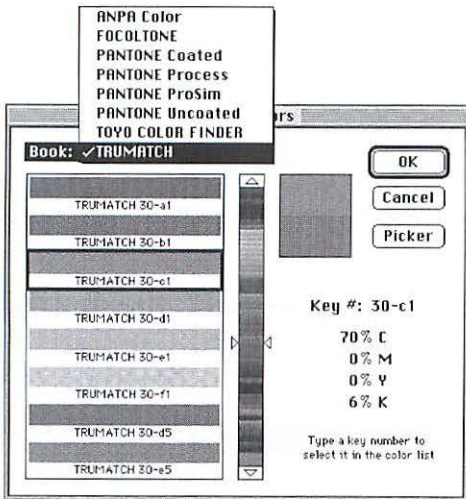 ANPA Color
FOCOLTONE
PANTONE Coated
PANTONE Process
PANTONE ProSim
PANTONE Uncoated
TOYO COLOR FINDER
Book: ✓TRUMATCH
OK
Cancel
Picker
TRUMATCH 30-a1
TRUMATCH 30-b1
TRUMATCH 30-c1
TRUMATCH 30-d1
TRUMATCH 30-e1
TRUMATCH 30-f1
TRUMATCH 30-d5
TRUMATCH 30-e5
Key #: 30-c1
70% C
0% M
0% Y
6% K
Type a key number to
select it in the color list